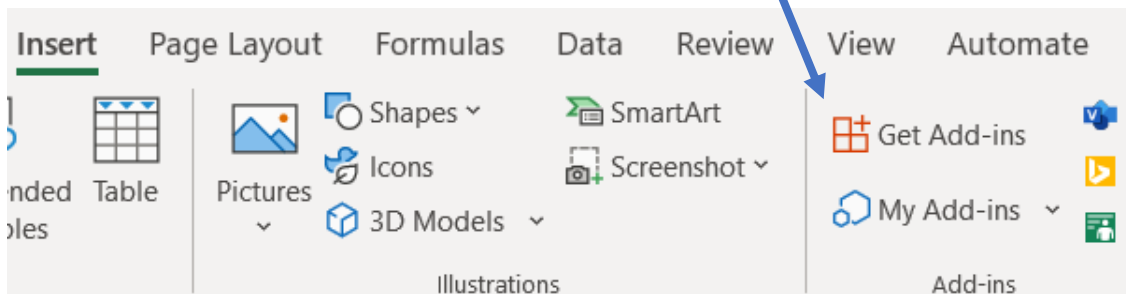 Insert Page Layout Formulas Data Review View Automate
Shapes SmartArt
Get Add-ins
Icons Screenshot
Table Pictures
My Add-ins
3D Models
Illustrations Add-ins